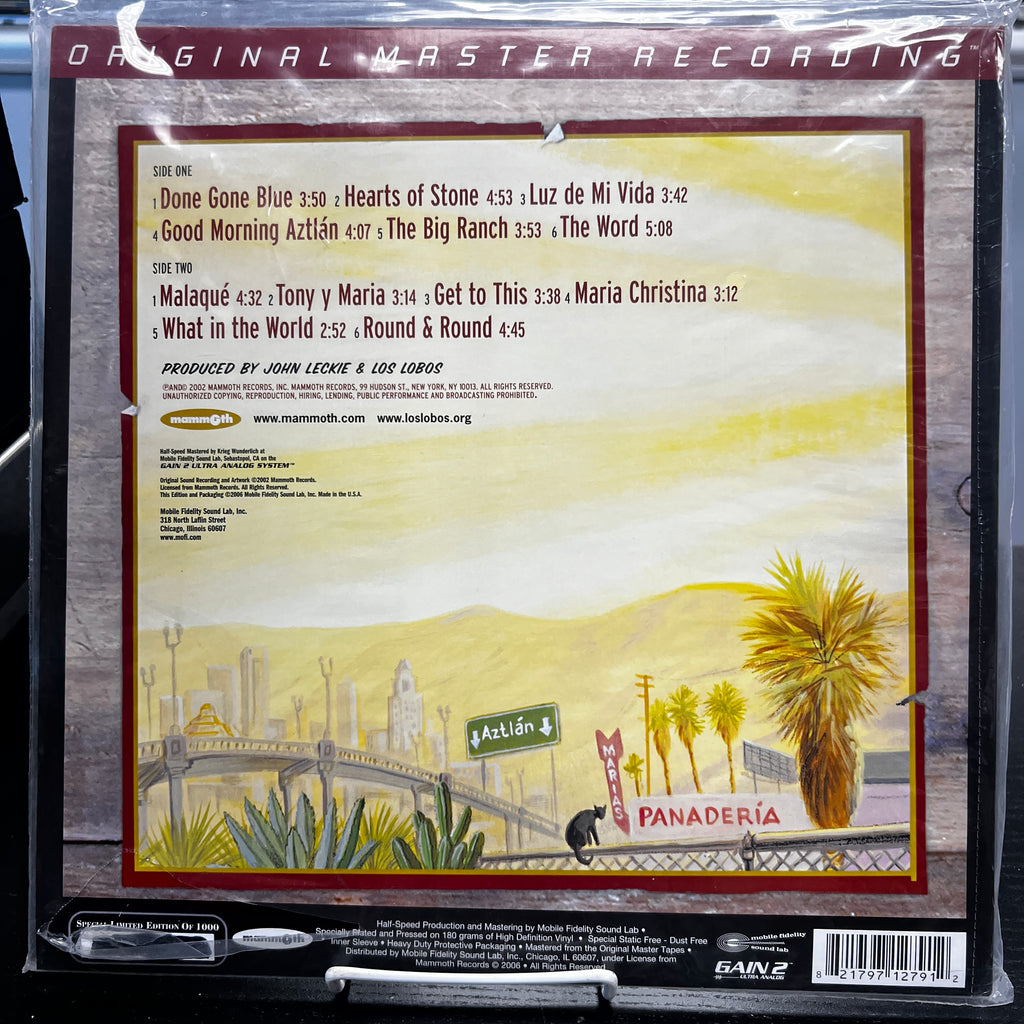 ORIGINAL MASTER RECORDING™
SIDE ONE
1 Done Gone Blue 3:50 2 Hearts of Stone 4:53 3 Luz de Mi Vida 3:42
4 Good Morning Aztlán 4:07 5 The Big Ranch 3:53 6 The Word 5:08
SIDE TWO
1 Malaqué 4:32 2 Tony y Maria 3:14 3 Get to This 3:38 4 Maria Christina 3:12
5 What in the World 2:52 6 Round & Round 4:45
PRODUCED BY JOHN LECKIE & LOS LOBOS
℗AND© 2002 MAMMOTH RECORDS, INC. MAMMOTH RECORDS, 99 HUDSON ST., NEW YORK, NY 10013. ALL RIGHTS RESERVED.
UNAUTHORIZED COPYING, REPRODUCTION, HIRING, LENDING, PUBLIC PERFORMANCE AND BROADCASTING PROHIBITED.
mammoth www.mammoth.com www.loslobos.org
Half-Speed Mastered by Krieg Wunderlich at
Mobile Fidelity Sound Lab, Sebastopol, CA on the
GAIN 2 ULTRA ANALOG SYSTEM™
Original Sound Recording and Artwork ©2002 Mammoth Records.
Licensed from Mammoth Records. All Rights Reserved.
This Edition and Packaging ©2006 Mobile Fidelity Sound Lab, Inc. Made in the U.S.A.
Mobile Fidelity Sound Lab, Inc.
318 North Laflin Street
Chicago, Illinois 60607
www.mofi.com
Aztlán
MARIAS
PANADERÍA
SPECIAL LIMITED EDITION OF 1000
mammoth
Half-Speed Production and Mastering by Mobile Fidelity Sound Lab •
Specially Plated and Pressed on 180 grams of High Definition Vinyl • Special Static Free - Dust Free
Inner Sleeve • Heavy Duty Protective Packaging • Mastered from the Original Master Tapes •
Distributed by Mobile Fidelity Sound Lab, Inc., Chicago, IL 60607, under License from
Mammoth Records © 2006 • All Rights Reserved
mobile fidelity
sound lab
GAIN 2™
ULTRA ANALOG
8 21797 12791 2